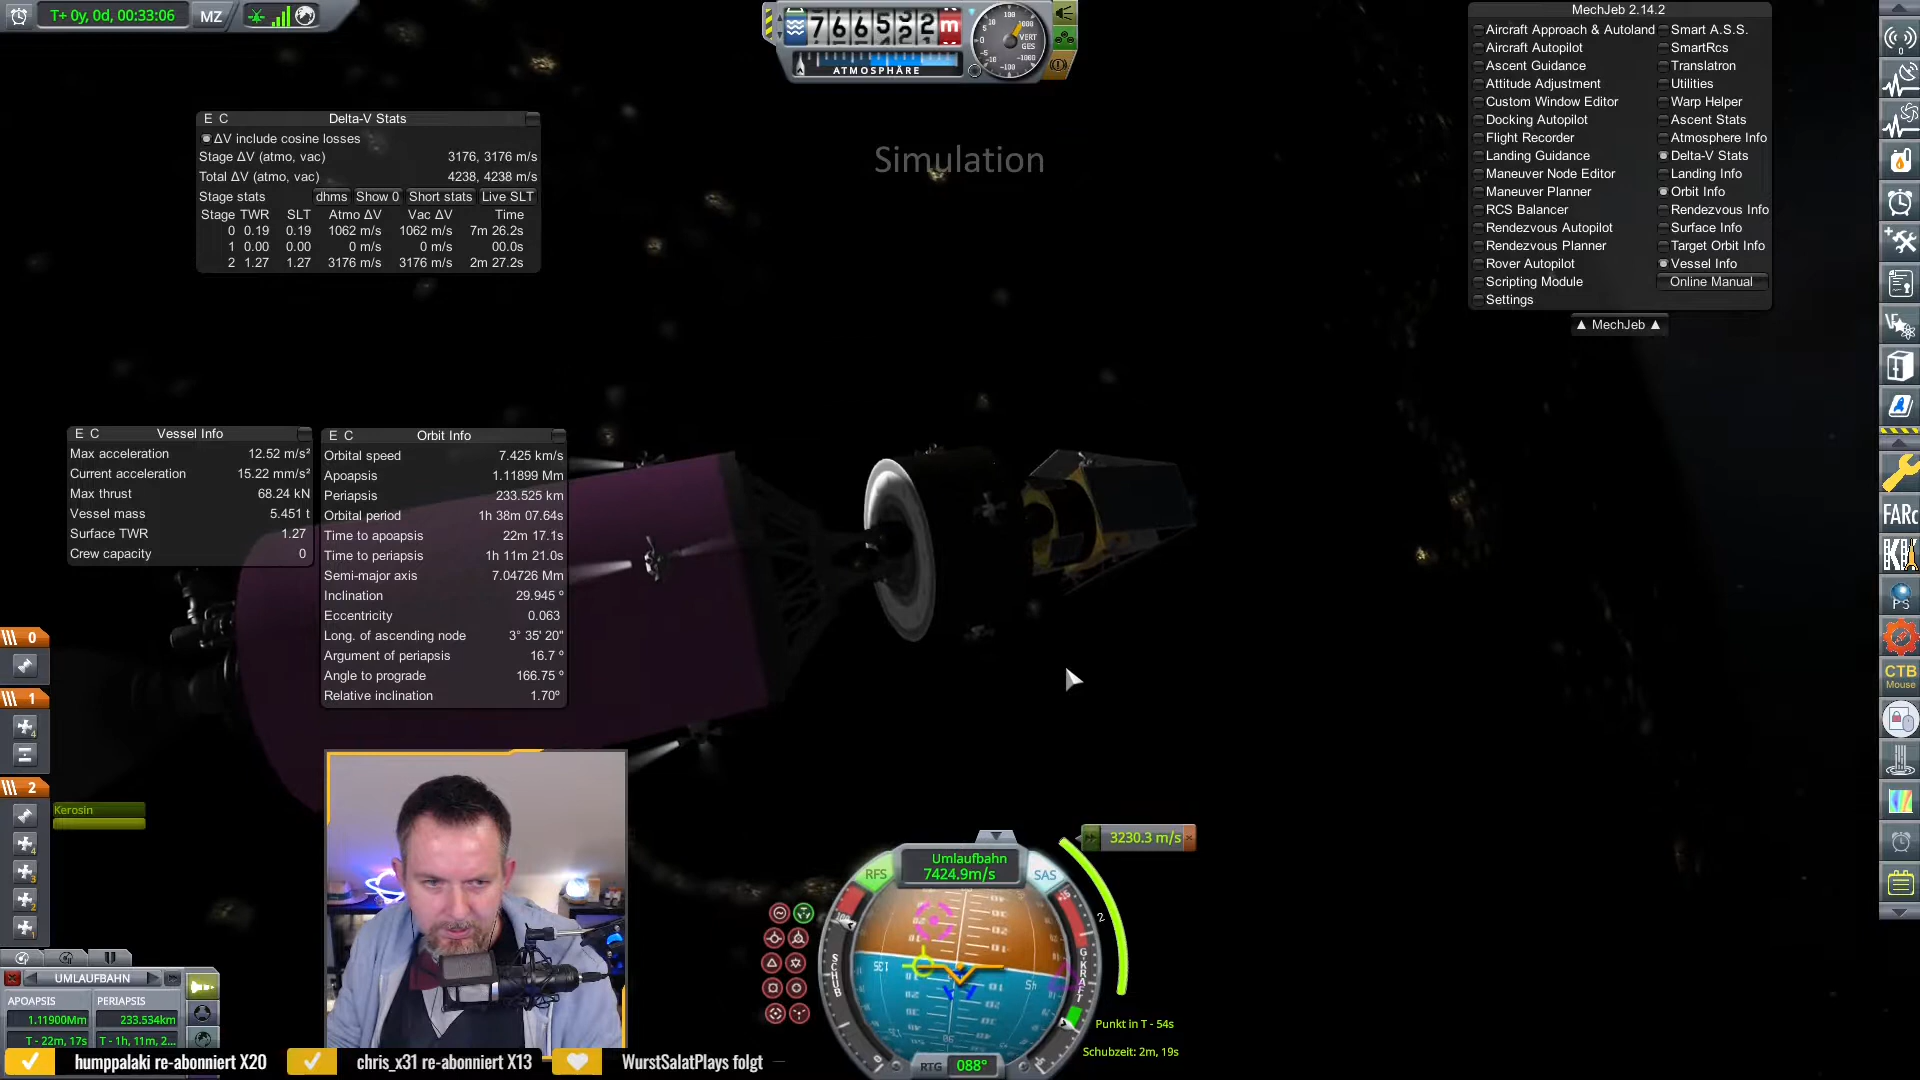 T+ 0y, 0d, 00:33:06
MZ
m
VERT
GES
ATMOSPHÄRE
Simulation
E C Delta-V Stats
ΔV include cosine losses
Stage ΔV (atmo, vac) 3176, 3176 m/s
Total ΔV (atmo, vac) 4238, 4238 m/s
Stage stats dhms Show 0 Short stats Live SLT
Stage TWR SLT Atmo ΔV Vac ΔV Time
0 0.19 0.19 1062 m/s 1062 m/s 7m 26.2s
1 0.00 0.00 0 m/s 0 m/s 00.0s
2 1.27 1.27 3176 m/s 3176 m/s 2m 27.2s
MechJeb 2.14.2
Aircraft Approach & Autoland Smart A.S.S.
Aircraft Autopilot SmartRcs
Ascent Guidance Translatron
Attitude Adjustment Utilities
Custom Window Editor Warp Helper
Docking Autopilot Ascent Stats
Flight Recorder Atmosphere Info
Landing Guidance Delta-V Stats
Maneuver Node Editor Landing Info
Maneuver Planner Orbit Info
RCS Balancer Rendezvous Info
Rendezvous Autopilot Surface Info
Rendezvous Planner Target Orbit Info
Rover Autopilot Vessel Info
Scripting Module Online Manual
Settings
▲ MechJeb ▲
E C Vessel Info
Max acceleration 12.52 m/s²
Current acceleration 15.22 mm/s²
Max thrust 68.24 kN
Vessel mass 5.451 t
Surface TWR 1.27
Crew capacity 0
E C Orbit Info
Orbital speed 7.425 km/s
Apoapsis 1.11899 Mm
Periapsis 233.525 km
Orbital period 1h 38m 07.64s
Time to apoapsis 22m 17.1s
Time to periapsis 1h 11m 21.0s
Semi-major axis 7.04726 Mm
Inclination 29.945 º
Eccentricity 0.063
Long. of ascending node 3° 35' 20"
Argument of periapsis 16.7 º
Angle to prograde 166.75 º
Relative inclination 1.70º
0
1
2
Kerosin
FARc
PS
CTB
Mouse
3230.3 m/s
Umlaufbahn
7424.9m/s
RFS
SAS
SCHUB
G-KRAFT
Punkt in T - 54s
Schubzeit: 2m, 19s
RTG 088°
UMLAUFBAHN
APOAPSIS PERIAPSIS
1.11900Mm 233.534km
T - 22m, 17s T - 1h, 11m, 2...
humppalaki re-abonniert X20
chris_x31 re-abonniert X13
WurstSalatPlays folgt